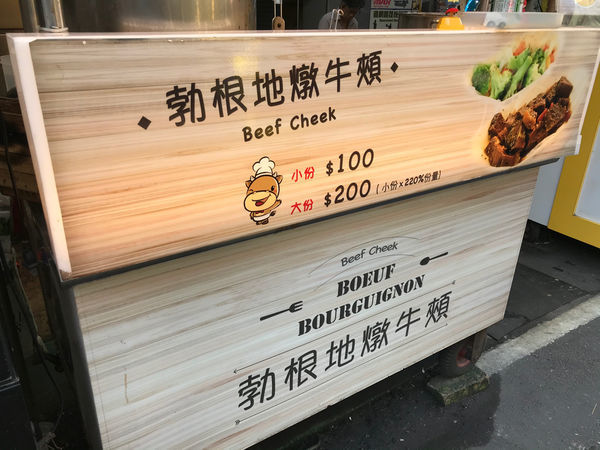 勃根地燉牛頰
Beef Cheek
小份 $100
大份 $200 (小份x220%份量)
Beef Cheek
BOEUF
BOURGUIGNON
勃根地燉牛頰